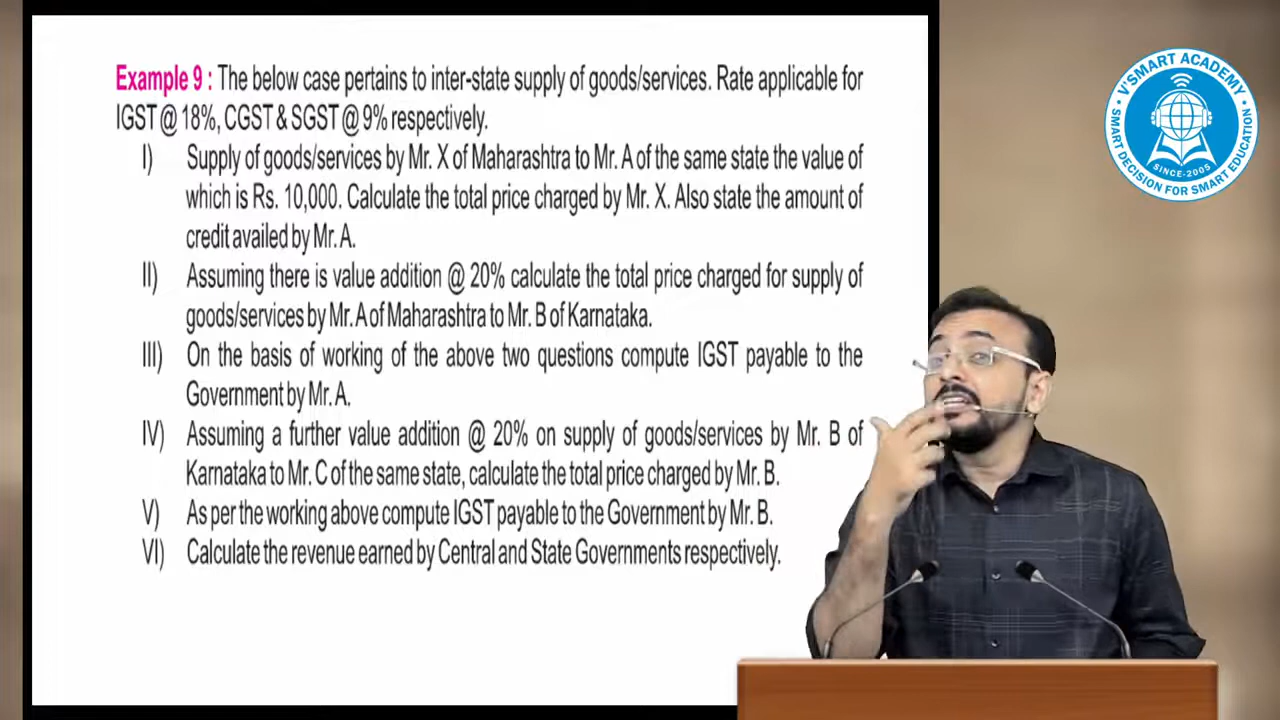 Example 9 : The below case pertains to inter-state supply of goods/services. Rate applicable for
IGST @ 18%, CGST & SGST @ 9% respectively.
I) Supply of goods/services by Mr. X of Maharashtra to Mr. A of the same state the value of
which is Rs. 10,000. Calculate the total price charged by Mr. X. Also state the amount of
credit availed by Mr. A.
II) Assuming there is value addition @ 20% calculate the total price charged for supply of
goods/services by Mr. A of Maharashtra to Mr. B of Karnataka.
III) On the basis of working of the above two questions compute IGST payable to the
Government by Mr. A.
IV) Assuming a further value addition @ 20% on supply of goods/services by Mr. B of
Karnataka to Mr. C of the same state, calculate the total price charged by Mr. B.
V) As per the working above compute IGST payable to the Government by Mr. B.
VI) Calculate the revenue earned by Central and State Governments respectively.
V'SMART ACADEMY
SINCE-2005
SMART DECISION FOR SMART EDUCATION